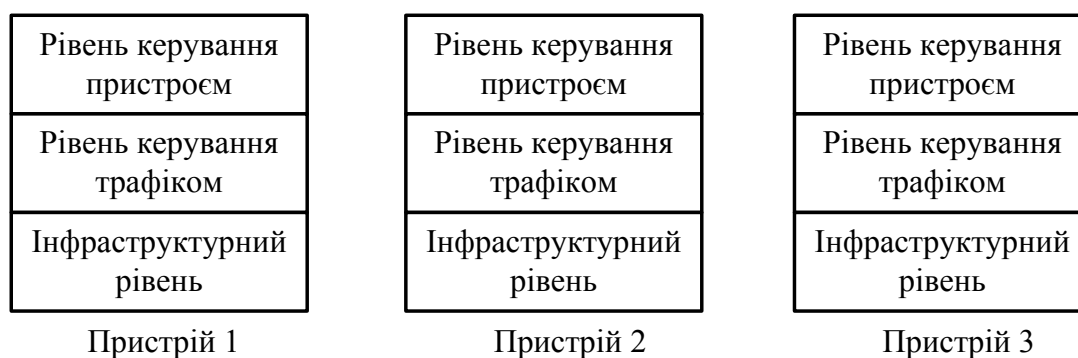 Рівень керування
пристроєм
Рівень керування
трафіком
Інфраструктурний
рівень
Пристрій 1
Рівень керування
пристроєм
Рівень керування
трафіком
Інфраструктурний
рівень
Пристрій 2
Рівень керування
пристроєм
Рівень керування
трафіком
Інфраструктурний
рівень
Пристрій 3